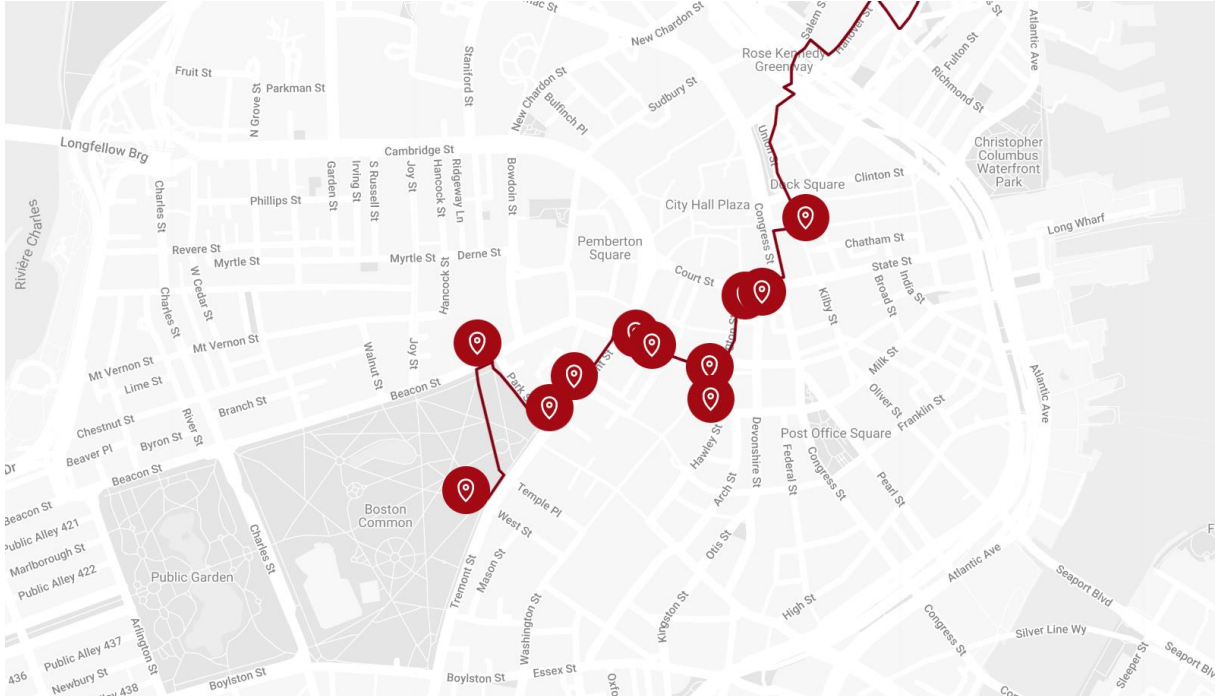 Salem S
Hanover St
Atlantic Ave
New Chardon St
Fulton St
Rose Kennedy
Greenway
Richmond St
Fruit St
Parkman St
N Grove St
Staniford St
New Chardon St
Bulfinch Pl
Sudbury St
Longfellow Brg
Cambridge St
Union St
Christopher
Columbus
Waterfront
Park
Charles St
Garden St
Irving St
S Russell St
Joy St
Hancock St
Ridgeway Ln
Bowdoin St
Phillips St
Dock Square
Clinton St
City Hall Plaza
Congress St
Long Wharf
Rivière Charles
Revere St
Myrtle St
Myrtle St
Derne St
Hancock St
Pemberton
Square
Court St
Chatham St
State St
W Cedar St
Charles St
Kilby St
Broad St
India St
Mt Vernon St
Mt Vernon St
Walnut St
Joy St
Lime St
Beacon St
Park S
nt St
gton St
Milk St
Atlantic Ave
Chestnut St
Branch St
River St
Oliver St
Franklin St
Byron St
Beaver Pl
Dr
Beacon St
Hawley St
Devonshire St
Post Office Square
Federal St
Congress St
Pearl St
Arch St
Boston
Common
Temple Pl
West St
Otis St
Beacon St
Public Alley 421
Marlborough St
Public Alley 422
Charles St
Public Garden
Tremont St
Mason St
Washington St
Kingston St
High St
Atlantic Ave
Seaport Blvd
F
Arlington St
Public Alley 437
436
Newbury St
lley 438
Boylston St
Boylston St
Essex St
Oxfo
Congress St
Silver Line Wy
Sleeper St
Seaport Blv
Con